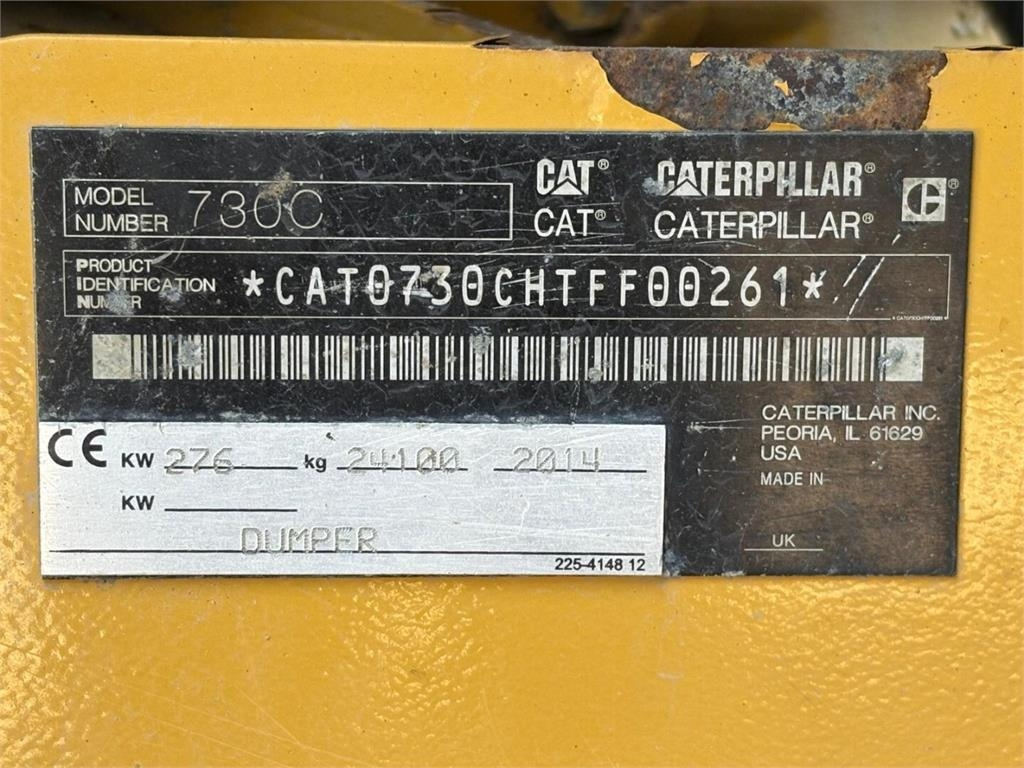 CAT® CATERPILLAR®
CAT® CATERPILLAR®
MODEL NUMBER 730C
PRODUCT IDENTIFICATION NUMBER *CAT0730CHTFF00261*
CATERPILLAR INC.
PEORIA, IL 61629
USA
MADE IN
UK
CE KW 276 kg 24100 2014
KW
DUMPER
225-4148 12